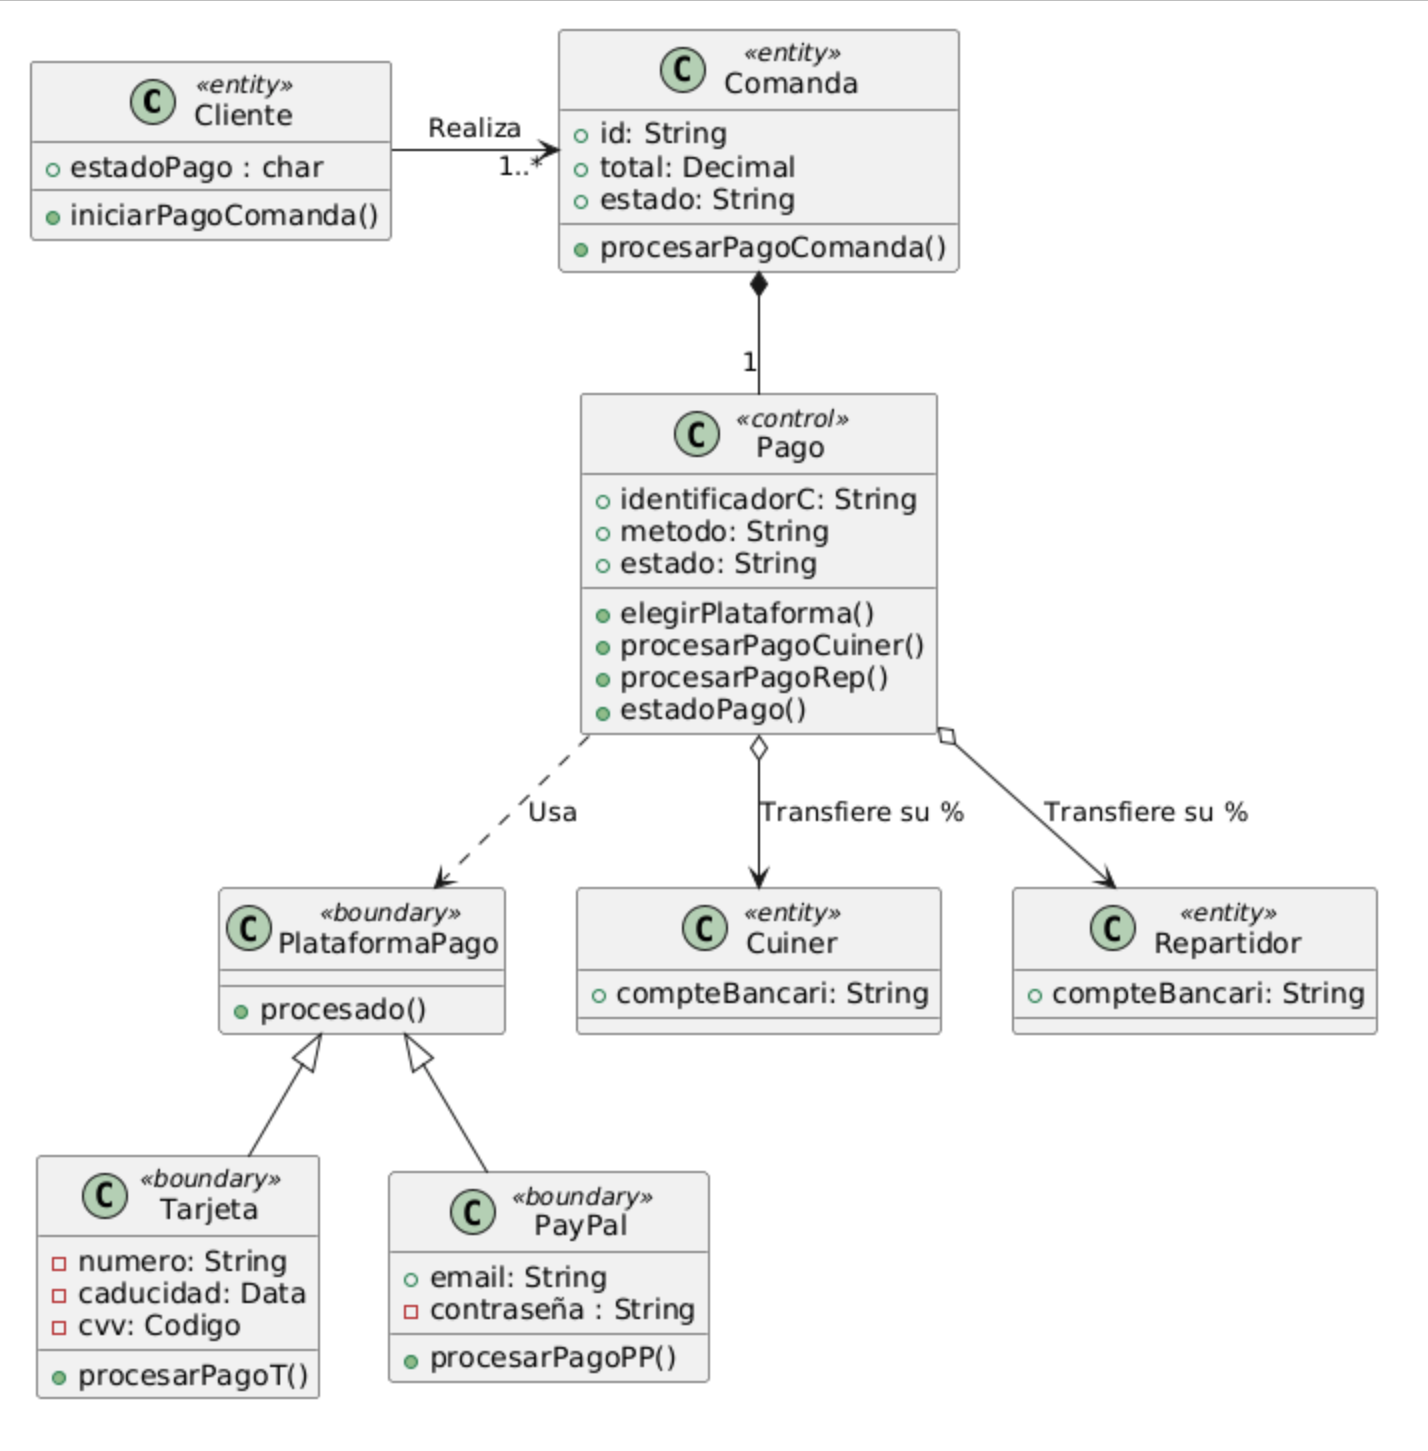 C
«entity»
Cliente
estadoPago : char
iniciarPagoComanda()
Realiza
1..*
C
«entity»
Comanda
id: String
total: Decimal
estado: String
procesarPagoComanda()
1
C
«control»
Pago
identificadorC: String
metodo: String
estado: String
elegirPlataforma()
procesarPagoCuiner()
procesarPagoRep()
estadoPago()
Usa
Transfiere su %
Transfiere su %
C
«boundary»
PlataformaPago
procesado()
C
«entity»
Cuiner
compteBancari: String
C
«entity»
Repartidor
compteBancari: String
C
«boundary»
Tarjeta
numero: String
caducidad: Data
cvv: Codigo
procesarPagoT()
C
«boundary»
PayPal
email: String
contraseña : String
procesarPagoPP()